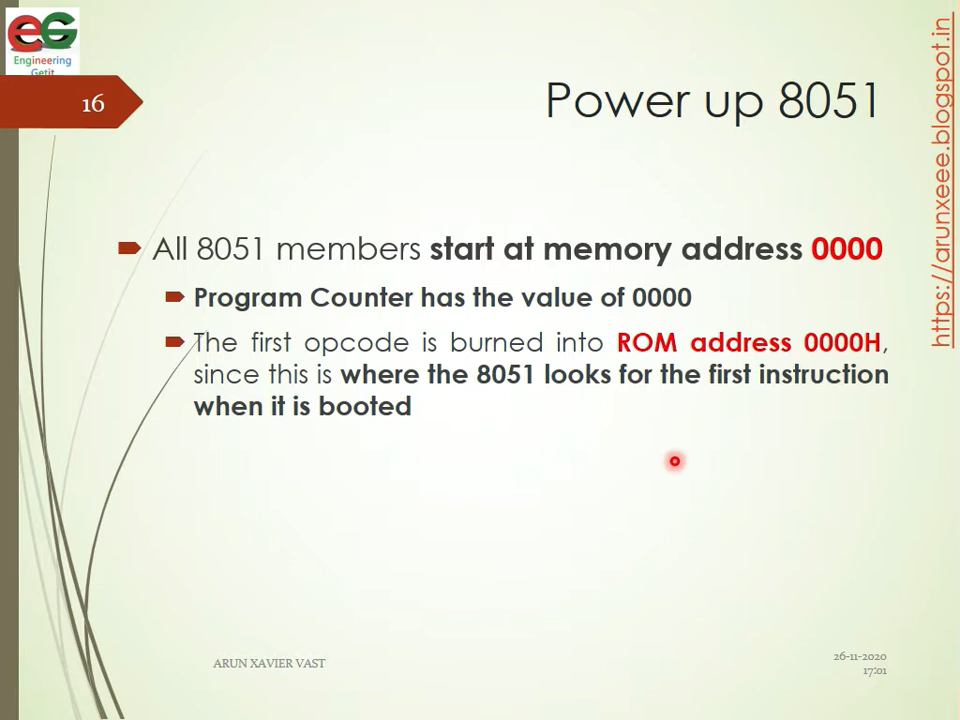 Engineering
Getit
16
Power up 8051
https://arunxeee.blogspot.in
All 8051 members start at memory address 0000
Program Counter has the value of 0000
The first opcode is burned into ROM address 0000H,
since this is where the 8051 looks for the first instruction
when it is booted
ARUN XAVIER VAST
26-11-2020
17:01